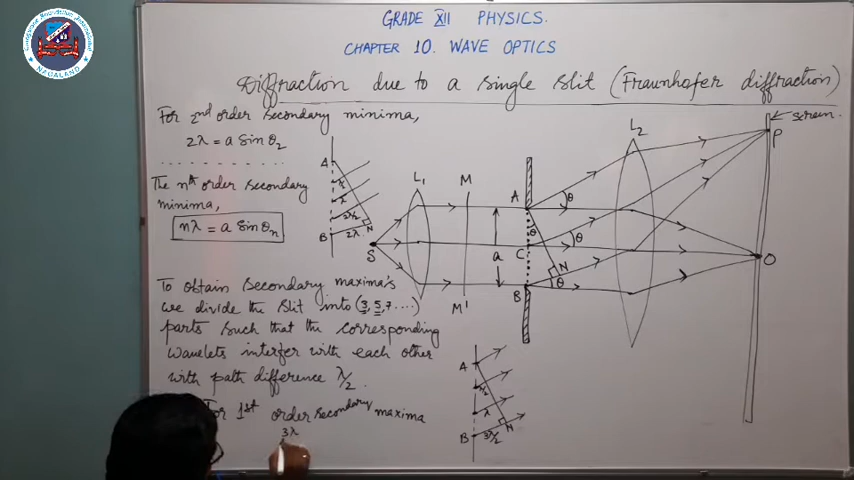 GRADE XII PHYSICS.
CHAPTER 10. WAVE OPTICS
Diffraction due to a single slit (Fraunhofer diffraction)
For 2nd order secondary minima,
2λ = a Sin θ2
The nth order secondary
minima,
nλ = a Sin θn
To obtain secondary maxima's
we divide the slit into (3, 5, 7 ....)
parts such that the corresponding
wavelets interfer with each other
with path difference λ/2.
For 1st order secondary maxima
3λ
A
λ/2
λ
3λ/2
2λ
N
B
S
L1
M
M'
A
a
C
B
θ
θ
θ
θ
N
L2
screen.
P
O
A
λ/2
λ
3λ/2
N
B
NAGALAND